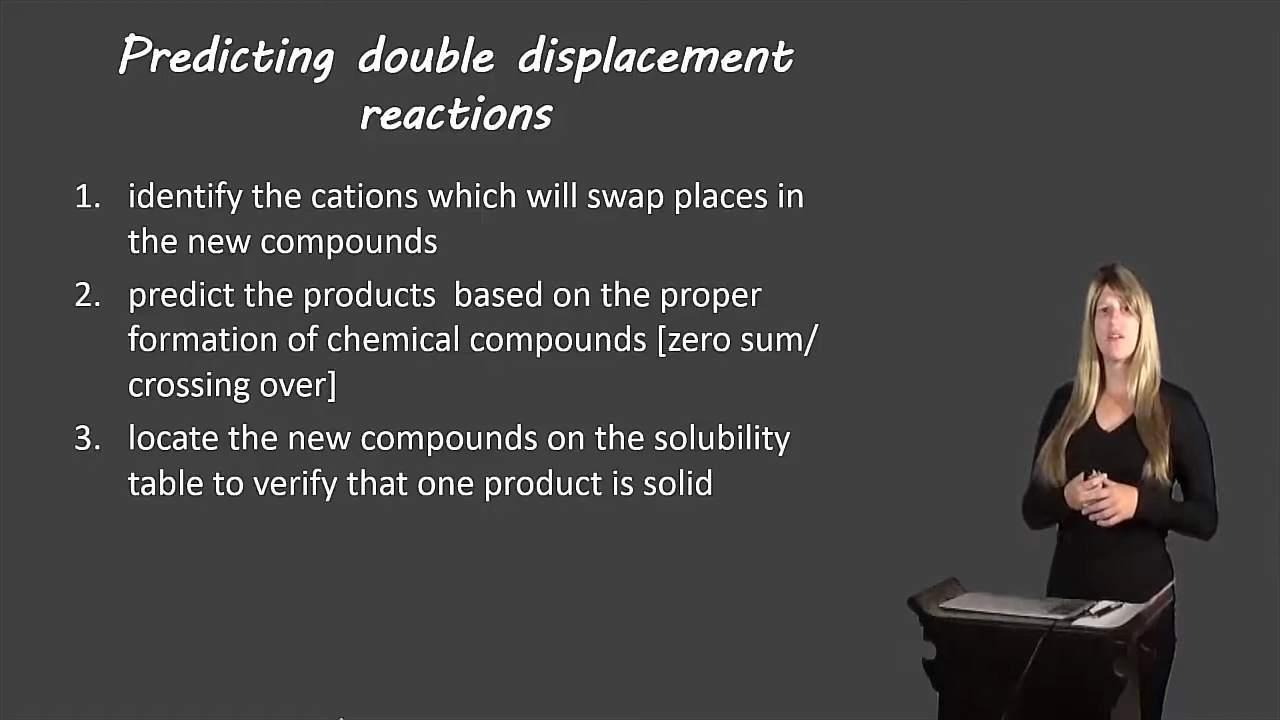 Predicting double displacement
reactions
1. identify the cations which will swap places in
the new compounds
2. predict the products  based on the proper
formation of chemical compounds [zero sum/
crossing over]
3. locate the new compounds on the solubility
table to verify that one product is solid